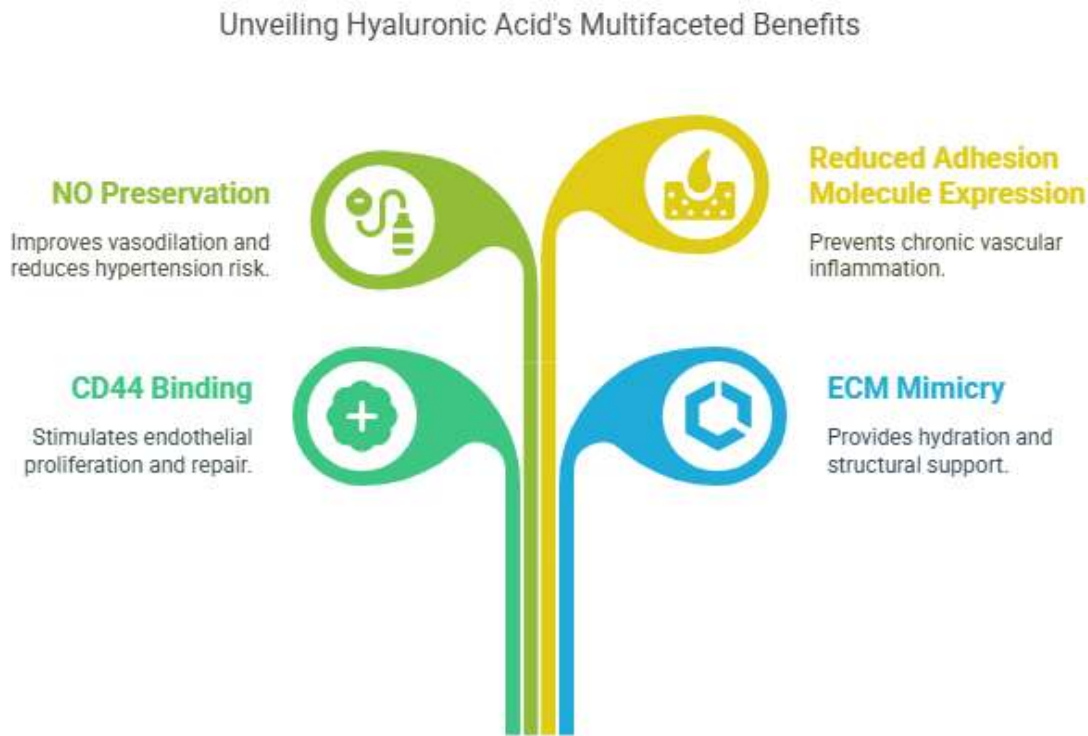 Unveiling Hyaluronic Acid's Multifaceted Benefits
NO Preservation
Improves vasodilation and
reduces hypertension risk.
Reduced Adhesion
Molecule Expression
Prevents chronic vascular
inflammation.
CD44 Binding
Stimulates endothelial
proliferation and repair.
ECM Mimicry
Provides hydration and
structural support.